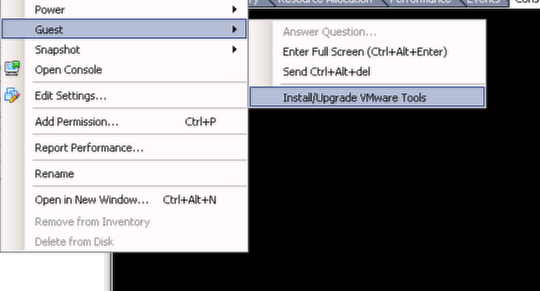 Resource Allocation
Performance
Events
Power
Guest
Snapshot
Open Console
Edit Settings...
Add Permission... Ctrl+P
Report Performance...
Rename
Open in New Window... Ctrl+Alt+N
Remove from Inventory
Delete from Disk
Answer Question...
Enter Full Screen (Ctrl+Alt+Enter)
Send Ctrl+Alt+del
Install/Upgrade VMware Tools